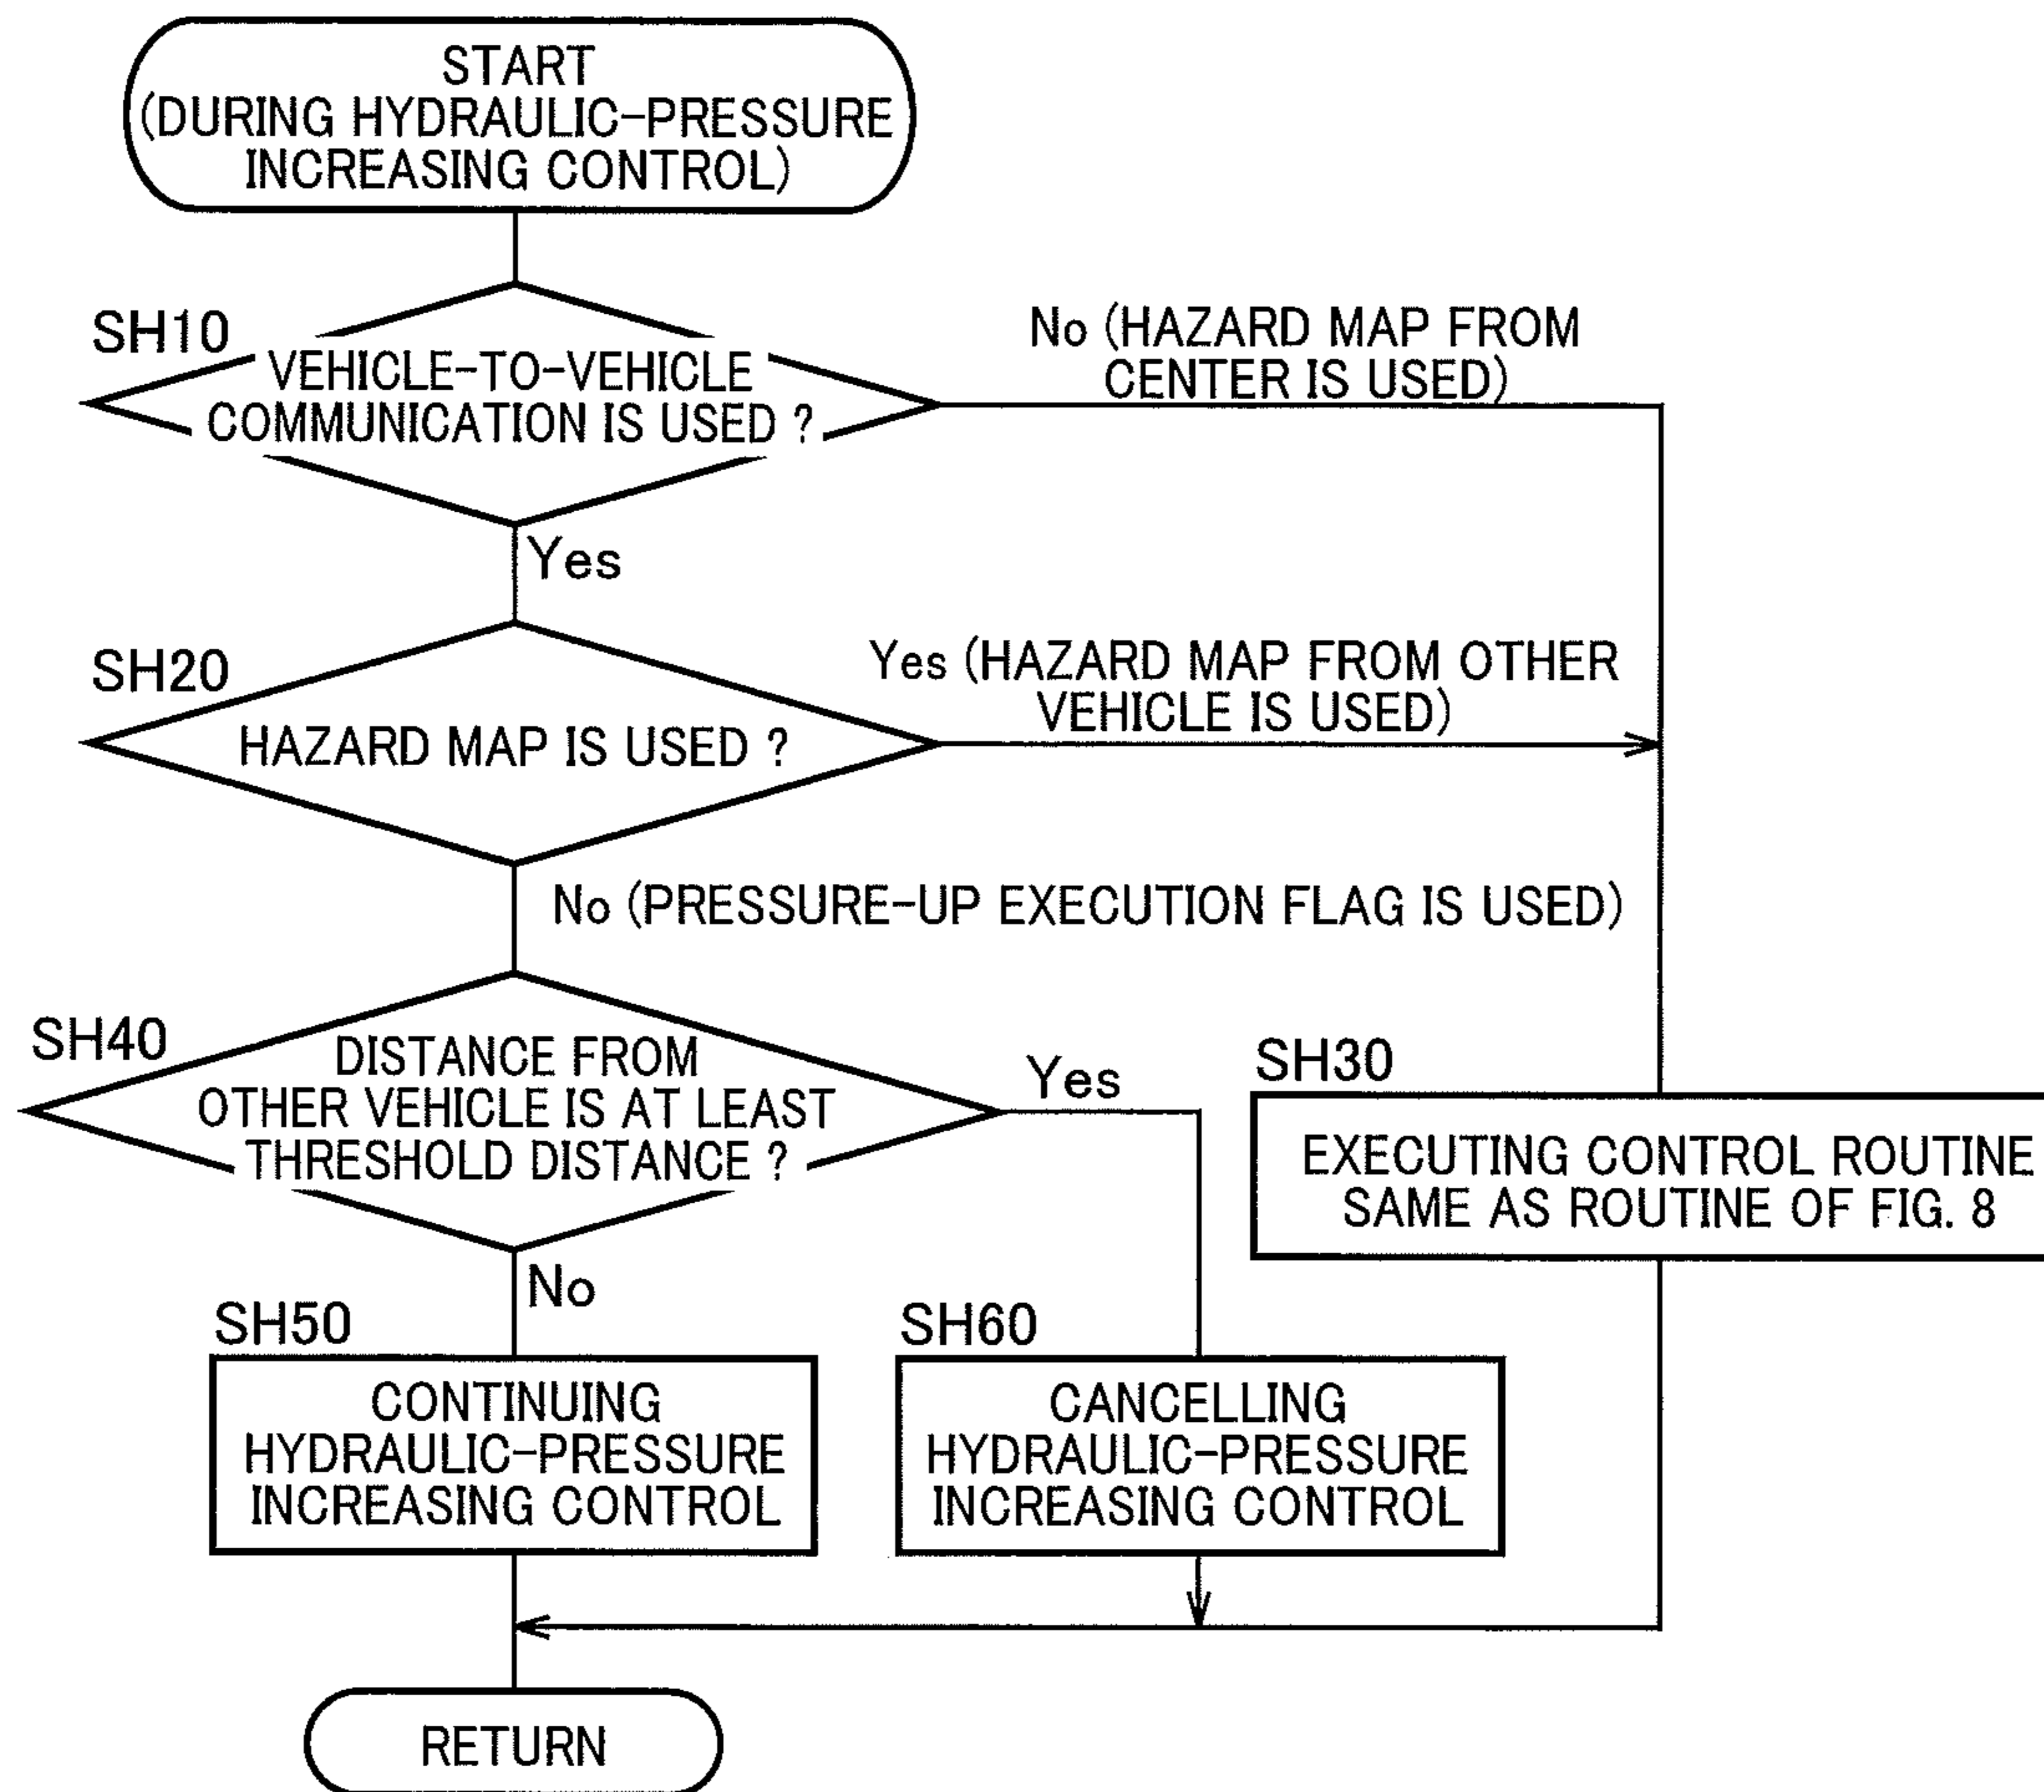 START
(DURING HYDRAULIC-PRESSURE
INCREASING CONTROL)
SH10
VEHICLE-TO-VEHICLE
COMMUNICATION IS USED ?
No (HAZARD MAP FROM
CENTER IS USED)
Yes
SH20
HAZARD MAP IS USED ?
Yes (HAZARD MAP FROM OTHER
VEHICLE IS USED)
No (PRESSURE-UP EXECUTION FLAG IS USED)
SH40
DISTANCE FROM
OTHER VEHICLE IS AT LEAST
THRESHOLD DISTANCE ?
Yes
SH30
EXECUTING CONTROL ROUTINE
SAME AS ROUTINE OF FIG. 8
No
SH50
CONTINUING
HYDRAULIC-PRESSURE
INCREASING CONTROL
SH60
CANCELLING
HYDRAULIC-PRESSURE
INCREASING CONTROL
RETURN